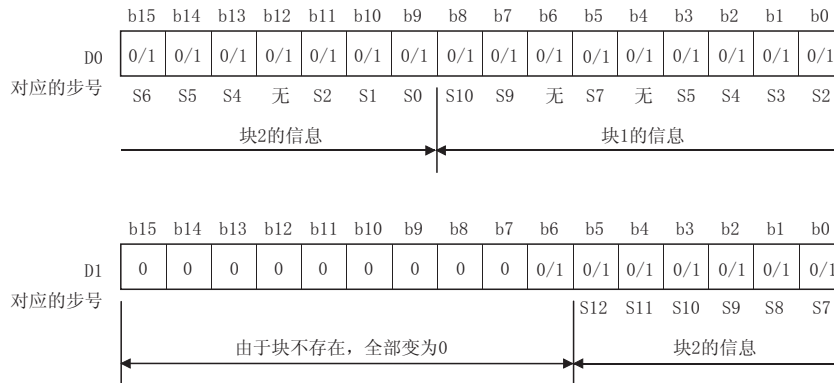 b15 b14 b13 b12 b11 b10 b9 b8 b7 b6 b5 b4 b3 b2 b1 b0
D0 0/1 0/1 0/1 0/1 0/1 0/1 0/1 0/1 0/1 0/1 0/1 0/1 0/1 0/1 0/1 0/1
对应的步号 S6 S5 S4 无 S2 S1 S0 S10 S9 无 S7 无 S5 S4 S3 S2
块2的信息 块1的信息
b15 b14 b13 b12 b11 b10 b9 b8 b7 b6 b5 b4 b3 b2 b1 b0
D1 0 0 0 0 0 0 0 0 0 0/1 0/1 0/1 0/1 0/1 0/1 0/1
对应的步号 S12 S11 S10 S9 S8 S7
由于块不存在，全部变为0 块2的信息